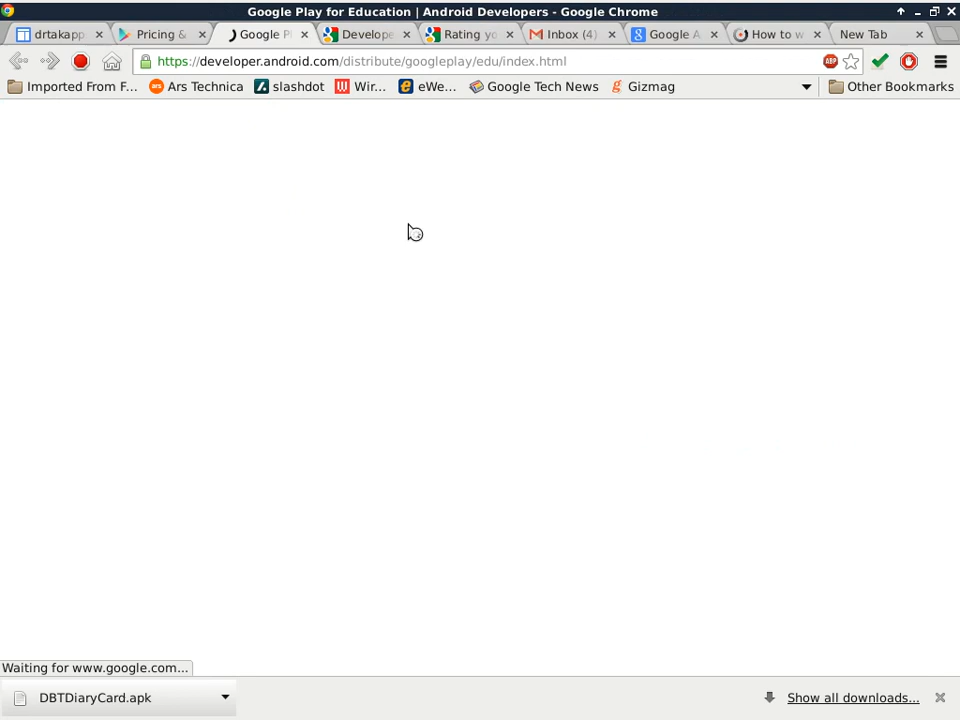 Google Play for Education | Android Developers - Google Chrome
drtakapp
Pricing &
Google P
Develope
Rating yo
Inbox (4)
Google A
How to w
New Tab
https://developer.android.com/distribute/googleplay/edu/index.html
ABP
Imported From F...
ars
Ars Technica
slashdot
Wir...
eWe...
Google Tech News
Gizmag
Other Bookmarks
Waiting for www.google.com...
DBTDiaryCard.apk
Show all downloads...